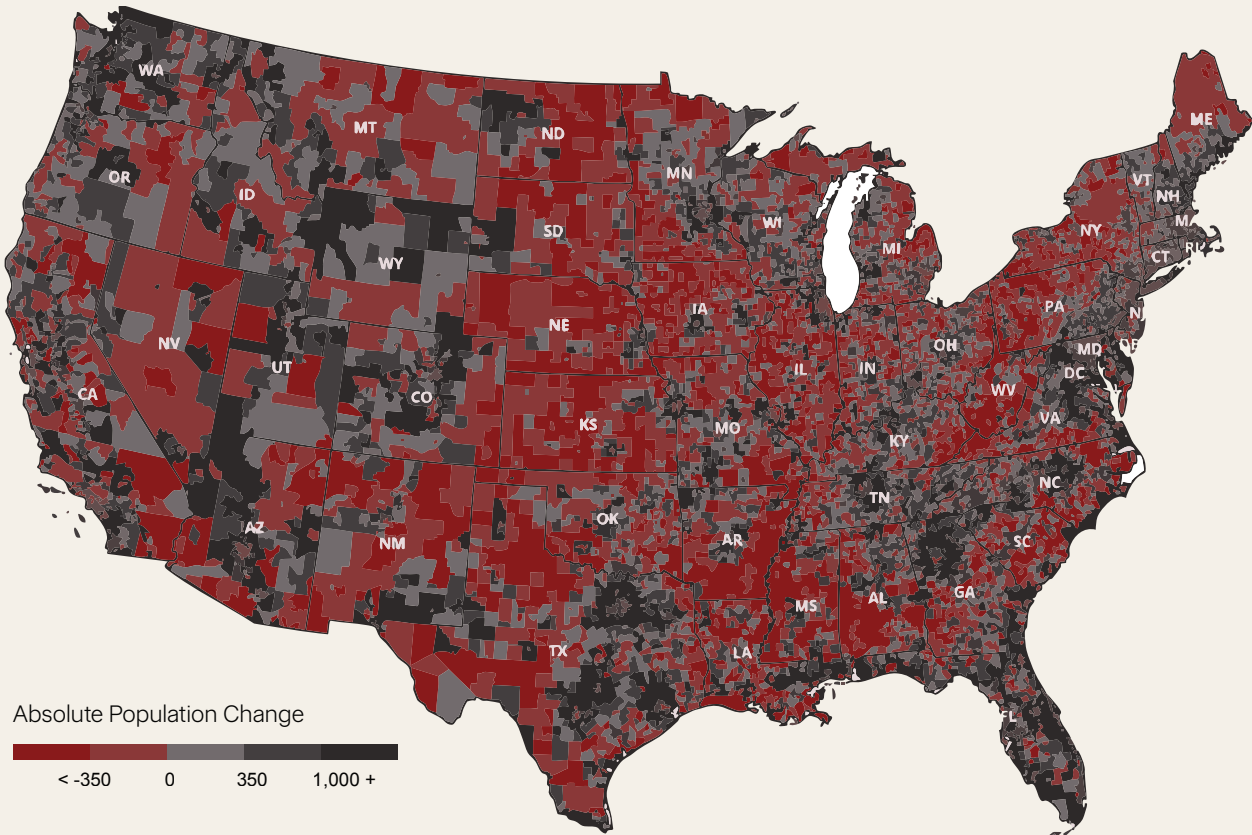 WA
MT
ND
ME
OR
ID
MN
VT
NH
SD
WI
MI
NY
M
RI
CT
WY
NE
IA
PA
NJ
NV
UT
CO
IL
IN
OH
MD
DE
DC
CA
KS
MO
WV
VA
KY
AZ
NM
OK
AR
TN
NC
SC
MS
AL
GA
TX
LA
FL
Absolute Population Change
< -350 0 350 1,000 +